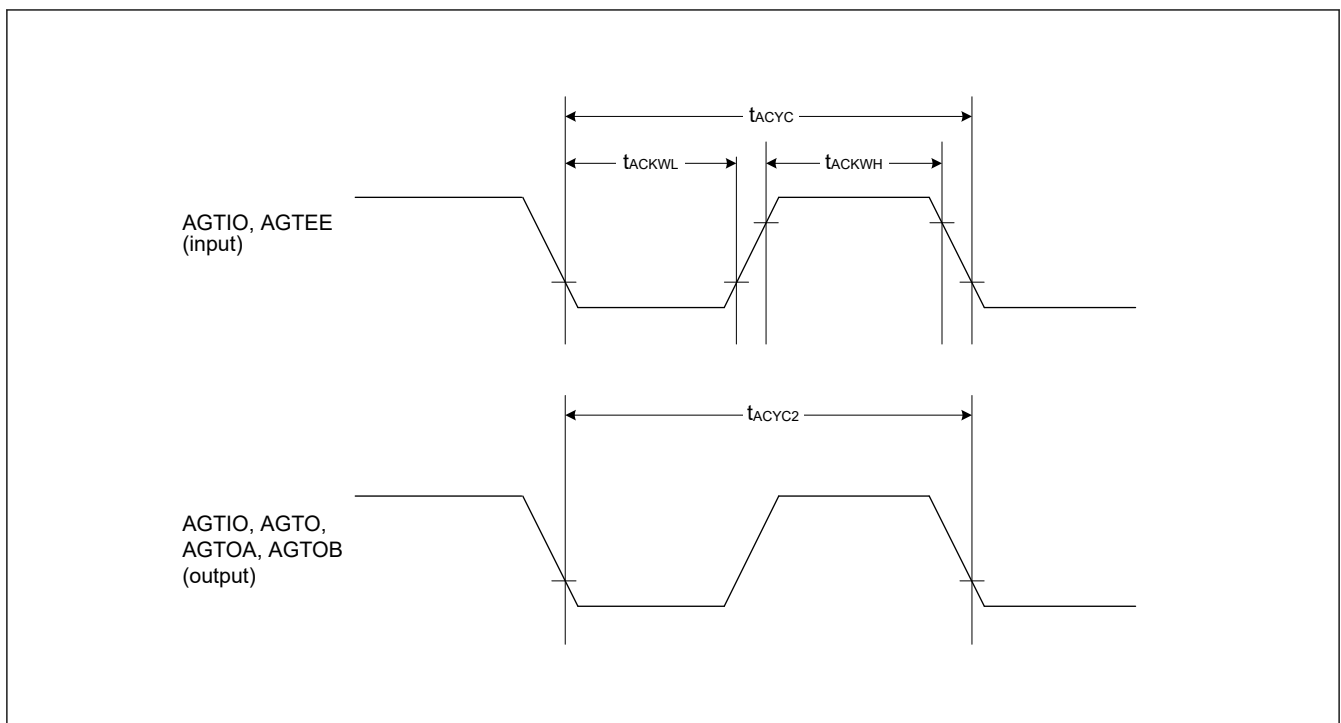 tACYC
tACKWL
tACKWH
AGTIO, AGTEE
(input)
tACYC2
AGTIO, AGTO,
AGTOA, AGTOB
(output)